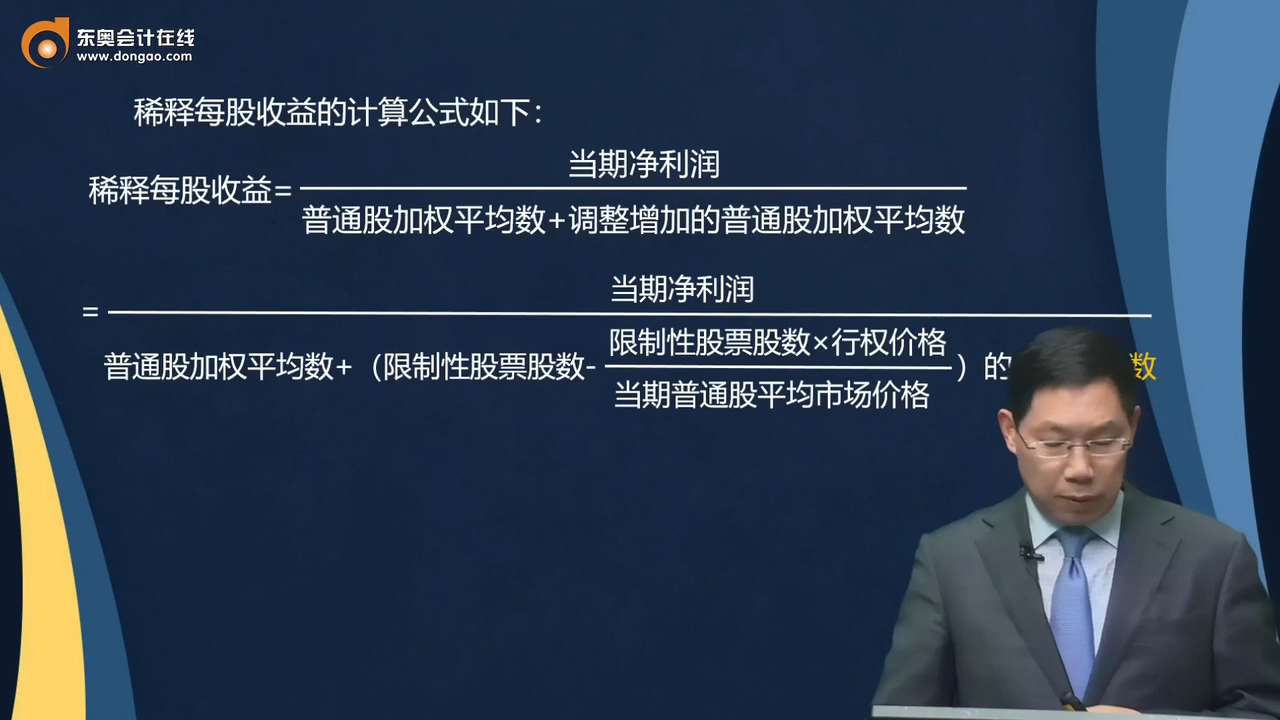 东奥会计在线
www.dongao.com
稀释每股收益的计算公式如下：
当期净利润
稀释每股收益=
普通股加权平均数+调整增加的普通股加权平均数
当期净利润
=
普通股加权平均数+（限制性股票股数-
限制性股票股数×行权价格
当期普通股平均市场价格
）的
数